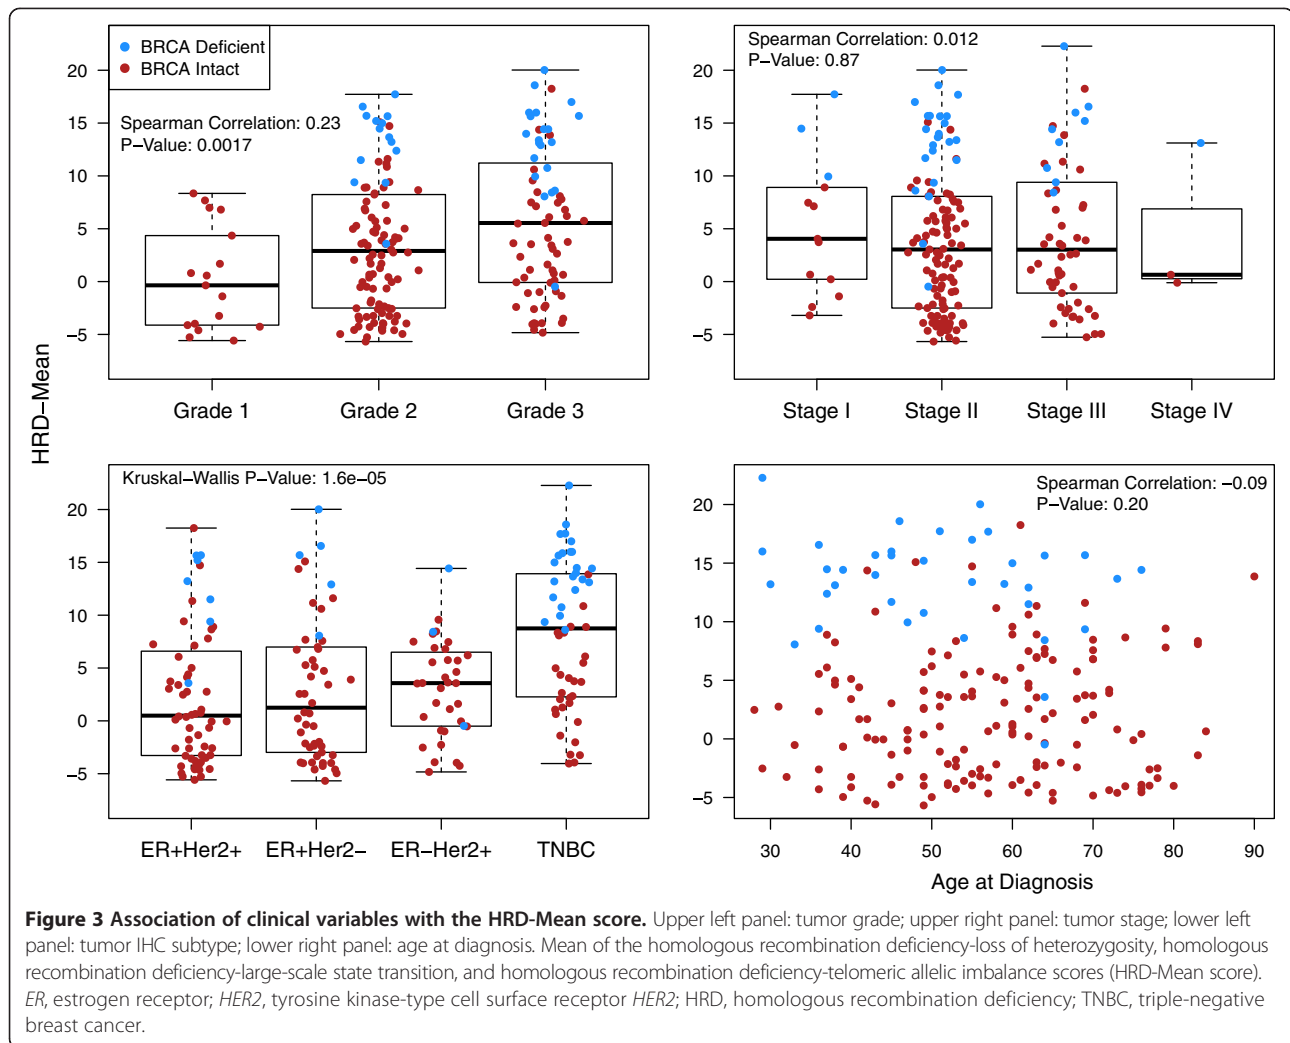 BRCA Deficient
BRCA Intact
Spearman Correlation: 0.23
P−Value: 0.0017
20
15
10
5
0
−5
Grade 1
Grade 2
Grade 3
Spearman Correlation: 0.012
P−Value: 0.87
20
15
10
5
0
−5
Stage I
Stage II
Stage III
Stage IV
HRD−Mean
Kruskal−Wallis P−Value: 1.6e−05
20
15
10
5
0
−5
ER+Her2+
ER+Her2−
ER−Her2+
TNBC
Spearman Correlation: −0.09
P−Value: 0.20
20
15
10
5
0
−5
30
40
50
60
70
80
90
Age at Diagnosis
Figure 3 Association of clinical variables with the HRD-Mean score. Upper left panel: tumor grade; upper right panel: tumor stage; lower left
panel: tumor IHC subtype; lower right panel: age at diagnosis. Mean of the homologous recombination deficiency-loss of heterozygosity, homologous
recombination deficiency-large-scale state transition, and homologous recombination deficiency-telomeric allelic imbalance scores (HRD-Mean score).
ER, estrogen receptor; HER2, tyrosine kinase-type cell surface receptor HER2; HRD, homologous recombination deficiency; TNBC, triple-negative
breast cancer.